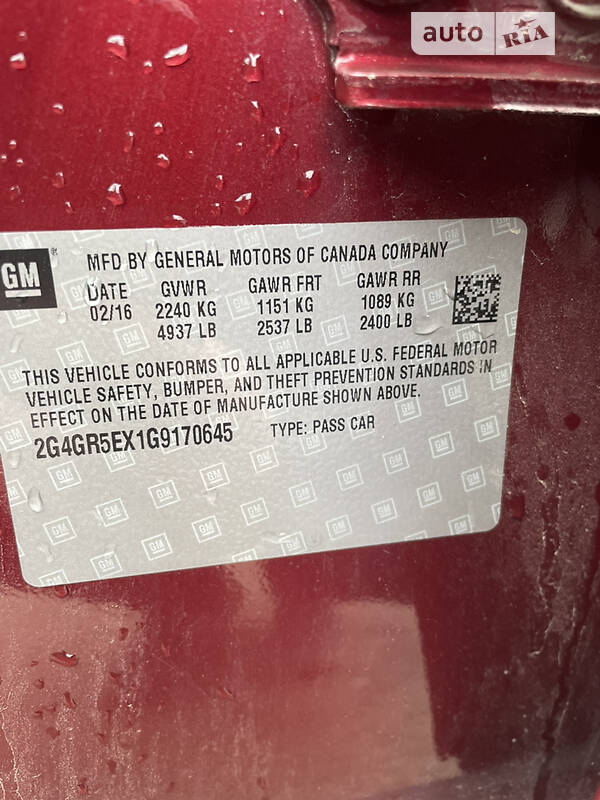 auto RIA
GM ® MFD BY GENERAL MOTORS OF CANADA COMPANY
DATE GVWR GAWR FRT GAWR RR
02/16 2240 KG 1151 KG 1089 KG
4937 LB 2537 LB 2400 LB
THIS VEHICLE CONFORMS TO ALL APPLICABLE U.S. FEDERAL MOTOR
VEHICLE SAFETY, BUMPER, AND THEFT PREVENTION STANDARDS IN
EFFECT ON THE DATE OF MANUFACTURE SHOWN ABOVE.
2G4GR5EX1G9170645 TYPE: PASS CAR